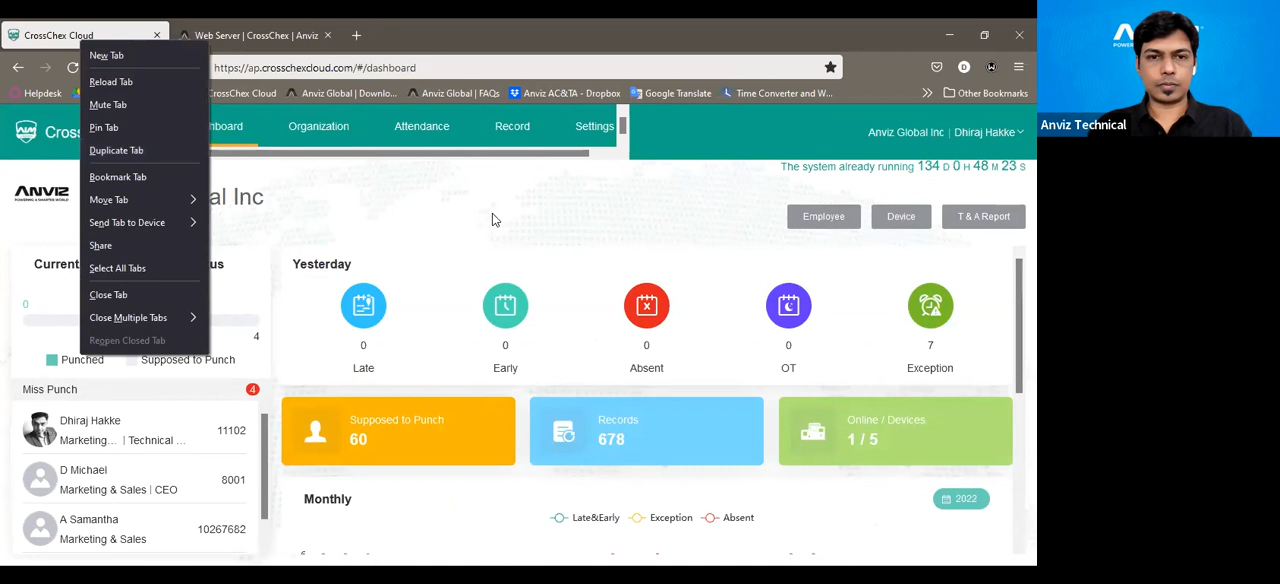 CrossChex Cloud
Web Server | CrossChex | Anviz
https://ap.crosschexcloud.com/#/dashboard
Helpdesk
CrossChex Cloud
Anviz Global | Downlo...
Anviz Global | FAQs
Anviz AC&TA - Dropbox
Google Translate
Time Converter and W...
Other Bookmarks
New Tab
Reload Tab
Mute Tab
Pin Tab
Duplicate Tab
Bookmark Tab
Move Tab
Send Tab to Device
Share
Select All Tabs
Close Tab
Close Multiple Tabs
Reopen Closed Tab
Cros
board
Organization
Attendance
Record
Settings
Anviz Global Inc | Dhiraj Hakke
The system already running 134 D 0 H 48 M 23 S
ANVIZ
POWERING A SMARTER WORLD
al Inc
Employee
Device
T & A Report
Current
us
0
4
Punched
Supposed to Punch
Miss Punch
4
Dhiraj Hakke
Marketing... | Technical ...
11102
D Michael
Marketing & Sales | CEO
8001
A Samantha
Marketing & Sales
10267682
Yesterday
0
Late
0
Early
0
Absent
0
OT
7
Exception
Supposed to Punch
60
Records
678
Online / Devices
1 / 5
Monthly
2022
Late&Early
Exception
Absent
Anviz Technical